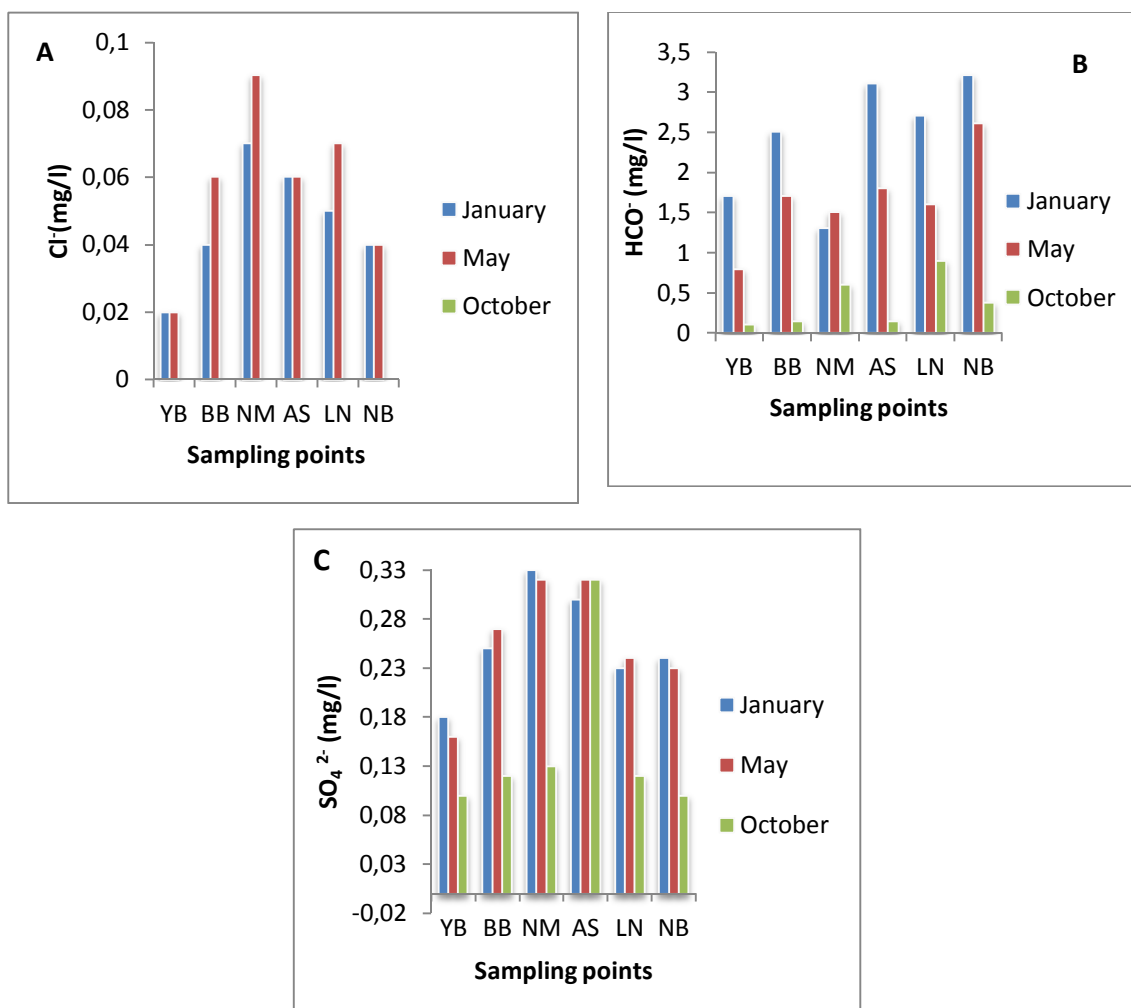 A
0,1
0,08
0,06
0,04
0,02
0
Cl-(mg/l)
YB BB NM AS LN NB
Sampling points
January
May
October
B
3,5
3
2,5
2
1,5
1
0,5
0
HCO- (mg/l)
YB BB NM AS LN NB
Sampling points
January
May
October
C
0,33
0,28
0,23
0,18
0,13
0,08
0,03
-0,02
SO4 2- (mg/l)
YB BB NM AS LN NB
Sampling points
January
May
October